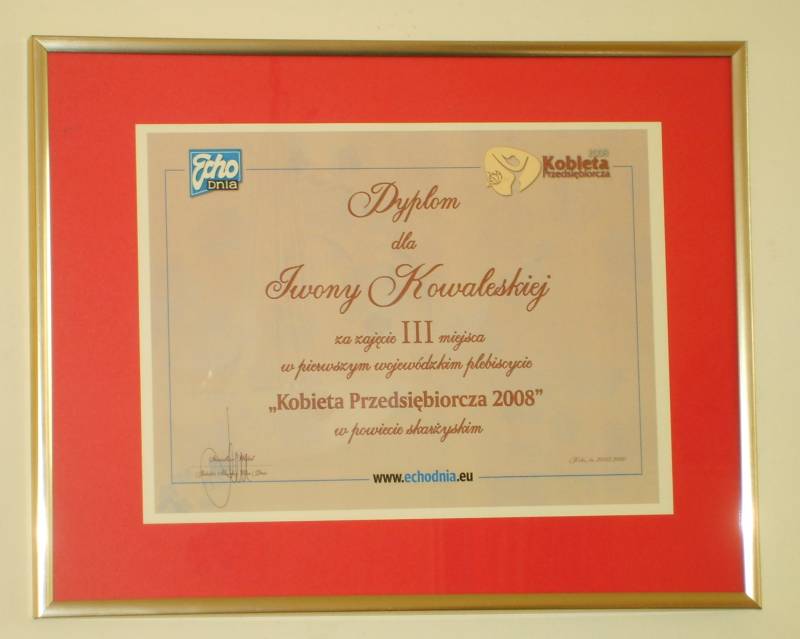 Echo
Dnia
2008
Kobieta
Przedsiębiorcza
Dyplom
dla
Iwony Kowaleskiej
za zajęcie III miejsca
w pierwszym wojewódzkim plebiscycie
„Kobieta Przedsiębiorcza 2008”
w powiecie skarżyskim
www.echodnia.eu